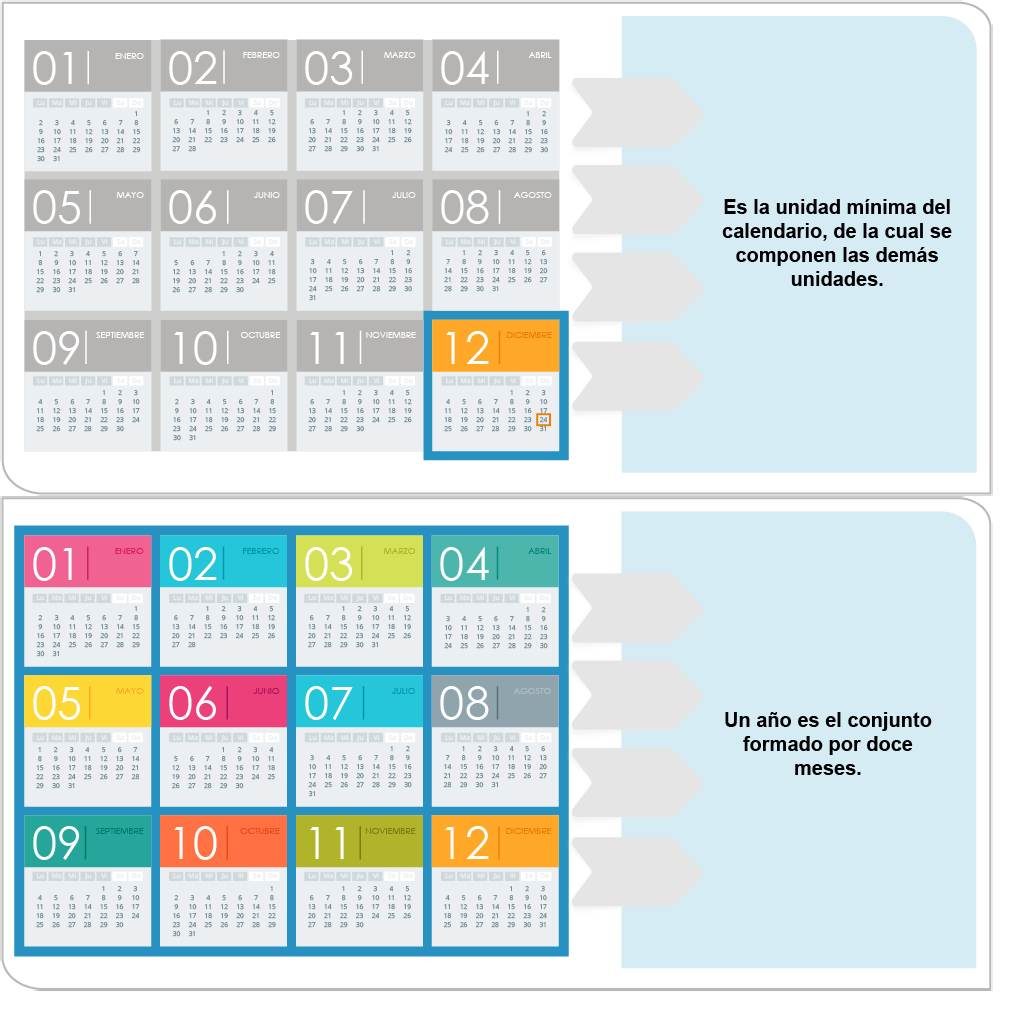 01 ENERO
Lu Ma Mi Ju Vi Sa Do
1
2 3 4 5 6 7 8
9 10 11 12 13 14 15
16 17 18 19 20 21 22
23 24 25 26 27 28 29
30 31
02 FEBRERO
Lu Ma Mi Ju Vi Sa Do
1 2 3 4 5
6 7 8 9 10 11 12
13 14 15 16 17 18 19
20 21 22 23 24 25 26
27 28
03 MARZO
Lu Ma Mi Ju Vi Sa Do
1 2 3 4 5
6 7 8 9 10 11 12
13 14 15 16 17 18 19
20 21 22 23 24 25 26
27 28 29 30 31
04 ABRIL
Lu Ma Mi Ju Vi Sa Do
1 2
3 4 5 6 7 8 9
10 11 12 13 14 15 16
17 18 19 20 21 22 23
24 25 26 27 28 29 30
05 MAYO
Lu Ma Mi Ju Vi Sa Do
1 2 3 4 5 6 7
8 9 10 11 12 13 14
15 16 17 18 19 20 21
22 23 24 25 26 27 28
29 30 31
06 JUNIO
Lu Ma Mi Ju Vi Sa Do
1 2 3 4
5 6 7 8 9 10 11
12 13 14 15 16 17 18
19 20 21 22 23 24 25
26 27 28 29 30
07 JULIO
Lu Ma Mi Ju Vi Sa Do
1 2
3 4 5 6 7 8 9
10 11 12 13 14 15 16
17 18 19 20 21 22 23
24 25 26 27 28 29 30
31
08 AGOSTO
Lu Ma Mi Ju Vi Sa Do
1 2 3 4 5 6
7 8 9 10 11 12 13
14 15 16 17 18 19 20
21 22 23 24 25 26 27
28 29 30 31
09 SEPTIEMBRE
Lu Ma Mi Ju Vi Sa Do
1 2 3
4 5 6 7 8 9 10
11 12 13 14 15 16 17
18 19 20 21 22 23 24
25 26 27 28 29 30
10 OCTUBRE
Lu Ma Mi Ju Vi Sa Do
1
2 3 4 5 6 7 8
9 10 11 12 13 14 15
16 17 18 19 20 21 22
23 24 25 26 27 28 29
30 31
11 NOVIEMBRE
Lu Ma Mi Ju Vi Sa Do
1 2 3 4 5
6 7 8 9 10 11 12
13 14 15 16 17 18 19
20 21 22 23 24 25 26
27 28 29 30
12 DICIEMBRE
Lu Ma Mi Ju Vi Sa Do
1 2 3
4 5 6 7 8 9 10
11 12 13 14 15 16 17
18 19 20 21 22 23 24
25 26 27 28 29 30 31
Es la unidad mínima del
calendario, de la cual se
componen las demás
unidades.
01 ENERO
Lu Ma Mi Ju Vi Sa Do
1
2 3 4 5 6 7 8
9 10 11 12 13 14 15
16 17 18 19 20 21 22
23 24 25 26 27 28 29
30 31
02 FEBRERO
Lu Ma Mi Ju Vi Sa Do
1 2 3 4 5
6 7 8 9 10 11 12
13 14 15 16 17 18 19
20 21 22 23 24 25 26
27 28
03 MARZO
Lu Ma Mi Ju Vi Sa Do
1 2 3 4 5
6 7 8 9 10 11 12
13 14 15 16 17 18 19
20 21 22 23 24 25 26
27 28 29 30 31
04 ABRIL
Lu Ma Mi Ju Vi Sa Do
1 2
3 4 5 6 7 8 9
10 11 12 13 14 15 16
17 18 19 20 21 22 23
24 25 26 27 28 29 30
05 MAYO
Lu Ma Mi Ju Vi Sa Do
1 2 3 4 5 6 7
8 9 10 11 12 13 14
15 16 17 18 19 20 21
22 23 24 25 26 27 28
29 30 31
06 JUNIO
Lu Ma Mi Ju Vi Sa Do
1 2 3 4
5 6 7 8 9 10 11
12 13 14 15 16 17 18
19 20 21 22 23 24 25
26 27 28 29 30
07 JULIO
Lu Ma Mi Ju Vi Sa Do
1 2
3 4 5 6 7 8 9
10 11 12 13 14 15 16
17 18 19 20 21 22 23
24 25 26 27 28 29 30
31
08 AGOSTO
Lu Ma Mi Ju Vi Sa Do
1 2 3 4 5 6
7 8 9 10 11 12 13
14 15 16 17 18 19 20
21 22 23 24 25 26 27
28 29 30 31
09 SEPTIEMBRE
Lu Ma Mi Ju Vi Sa Do
1 2 3
4 5 6 7 8 9 10
11 12 13 14 15 16 17
18 19 20 21 22 23 24
25 26 27 28 29 30
10 OCTUBRE
Lu Ma Mi Ju Vi Sa Do
1
2 3 4 5 6 7 8
9 10 11 12 13 14 15
16 17 18 19 20 21 22
23 24 25 26 27 28 29
30 31
11 NOVIEMBRE
Lu Ma Mi Ju Vi Sa Do
1 2 3 4 5
6 7 8 9 10 11 12
13 14 15 16 17 18 19
20 21 22 23 24 25 26
27 28 29 30
12 DICIEMBRE
Lu Ma Mi Ju Vi Sa Do
1 2 3
4 5 6 7 8 9 10
11 12 13 14 15 16 17
18 19 20 21 22 23 24
25 26 27 28 29 30 31
Un año es el conjunto
formado por doce
meses.